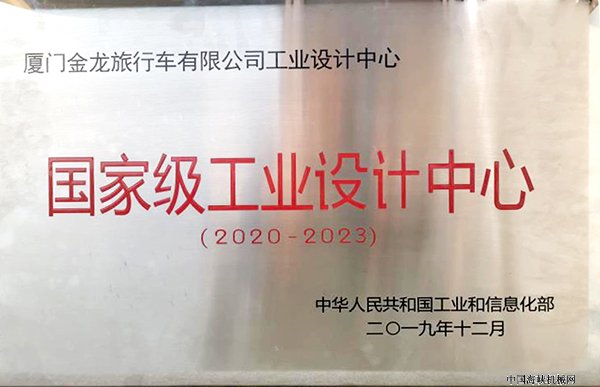 厦门金龙旅行车有限公司工业设计中心
国家级工业设计中心
(2020-2023)
中华人民共和国工业和信息化部
二〇一九年十二月
中国海峡机械网